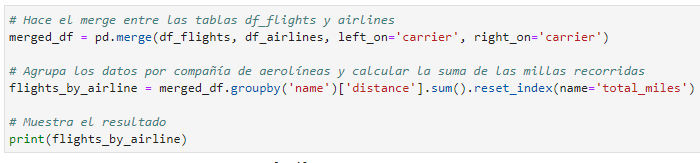 # Hace el merge entre las tablas df_flights y airlines
merged_df = pd.merge(df_flights, df_airlines, left_on='carrier', right_on='carrier')
# Agrupa los datos por compañía de aerolíneas y calcular la suma de las millas recorridas
flights_by_airline = merged_df.groupby('name')['distance'].sum().reset_index(name='total_miles')
# Muestra el resultado
print(flights_by_airline)